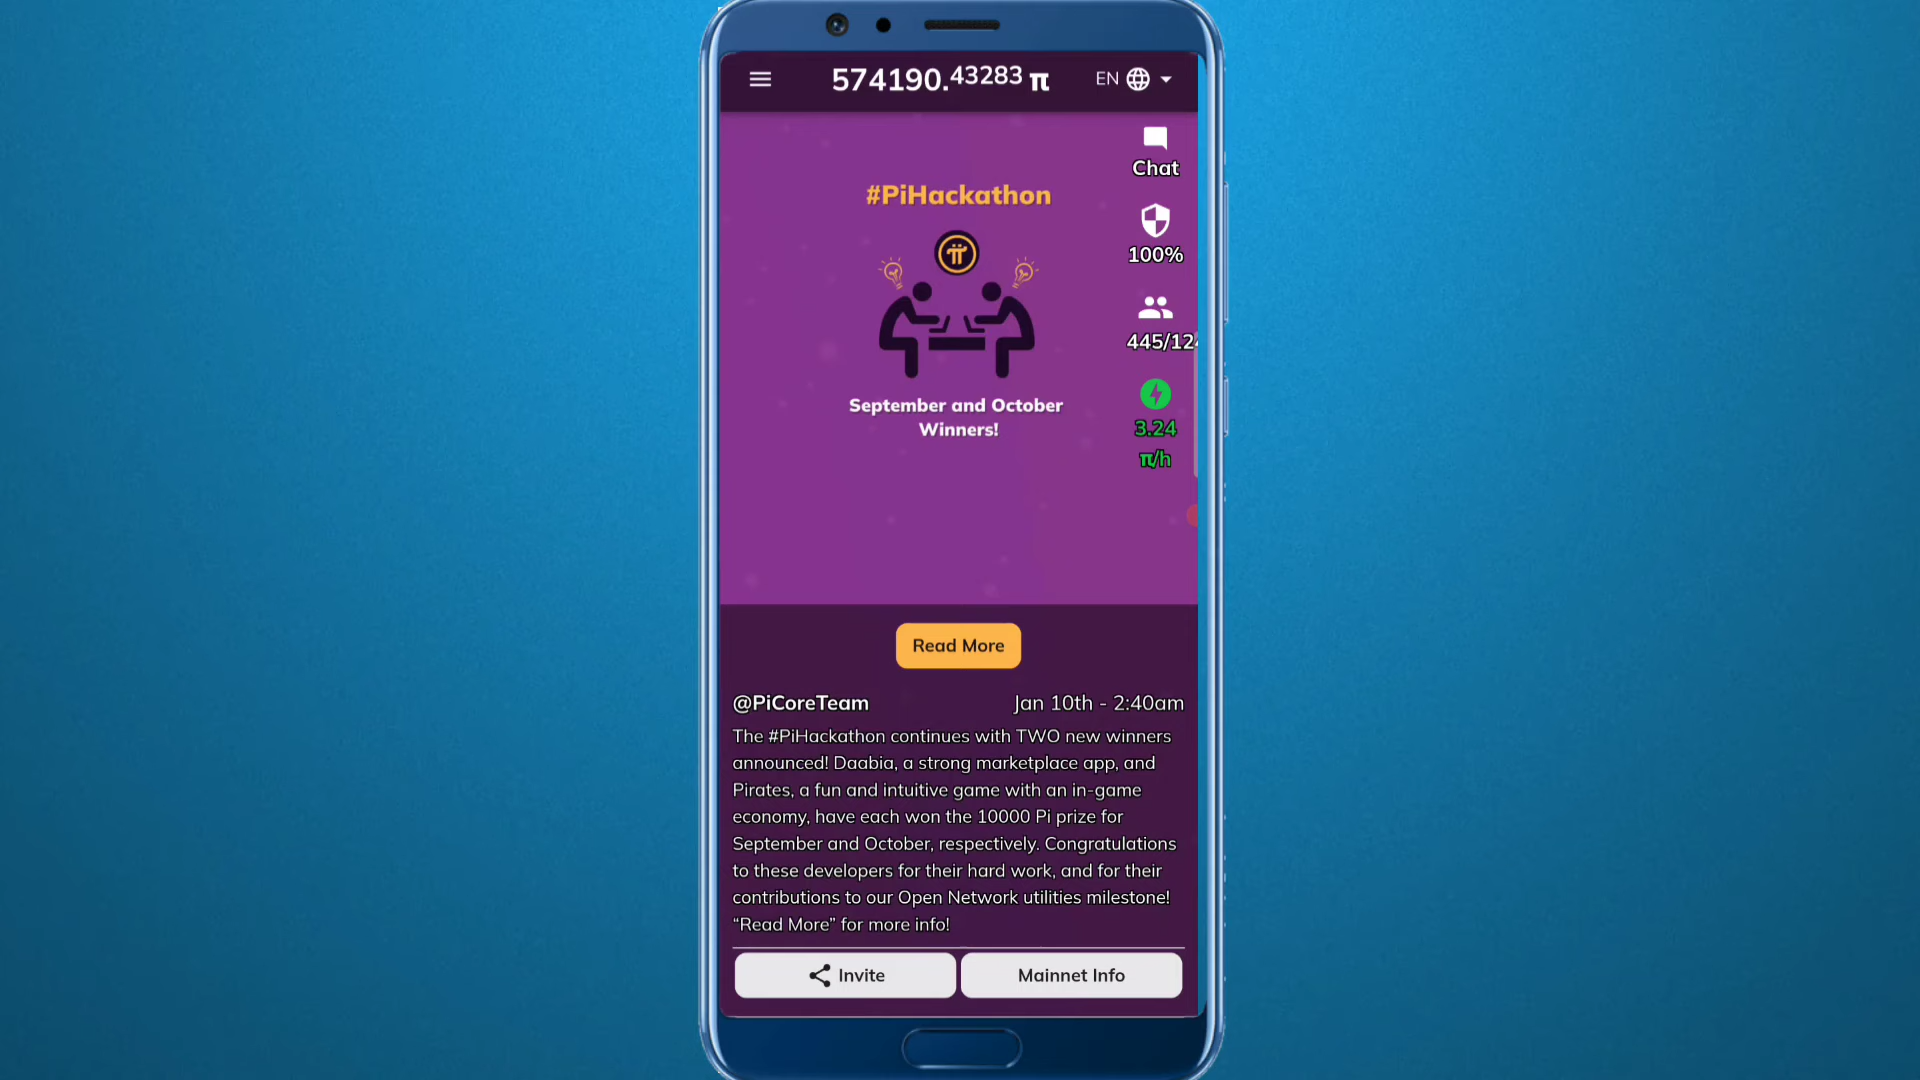 574190.43283 π
EN
Chat
#PiHackathon
100%
445/124
September and October
Winners!
3.24
π/h
Read More
@PiCoreTeam
Jan 10th - 2:40am
The #PiHackathon continues with TWO new winners
announced! Daabia, a strong marketplace app, and
Pirates, a fun and intuitive game with an in-game
economy, have each won the 10000 Pi prize for
September and October, respectively. Congratulations
to these developers for their hard work, and for their
contributions to our Open Network utilities milestone!
“Read More” for more info!
Invite
Mainnet Info